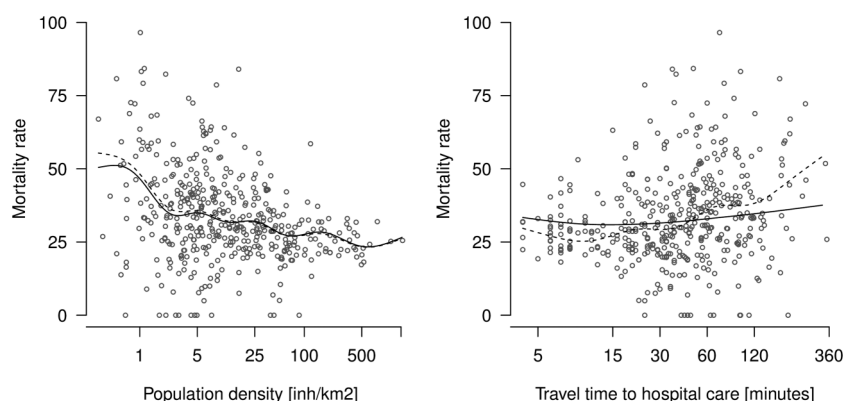 100
75
50
25
0
Mortality rate
1 5 25 100 500
Population density [inh/km2]
100
75
50
25
0
Mortality rate
5 15 30 60 120 360
Travel time to hospital care [minutes]